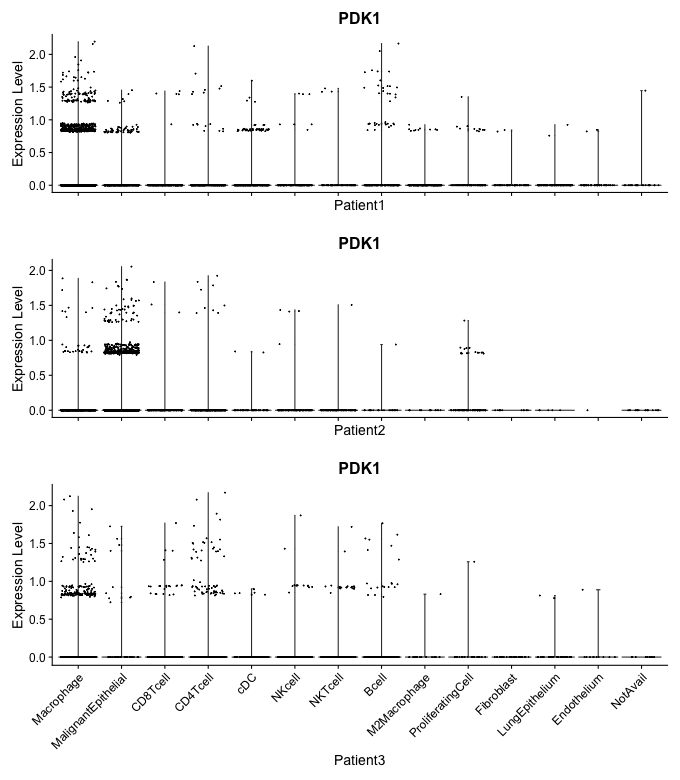 PDK1
Expression Level
2.0
1.5
1.0
0.5
0.0
Patient1
PDK1
Expression Level
2.0
1.5
1.0
0.5
0.0
Patient2
PDK1
Expression Level
2.0
1.5
1.0
0.5
0.0
Macrophage
MalignantEpithelial
CD8Tcell
CD4Tcell
cDC
NKcell
NKTcell
Bcell
M2Macrophage
ProliferatingCell
Fibroblast
LungEpithelium
Endothelium
NotAvail
Patient3